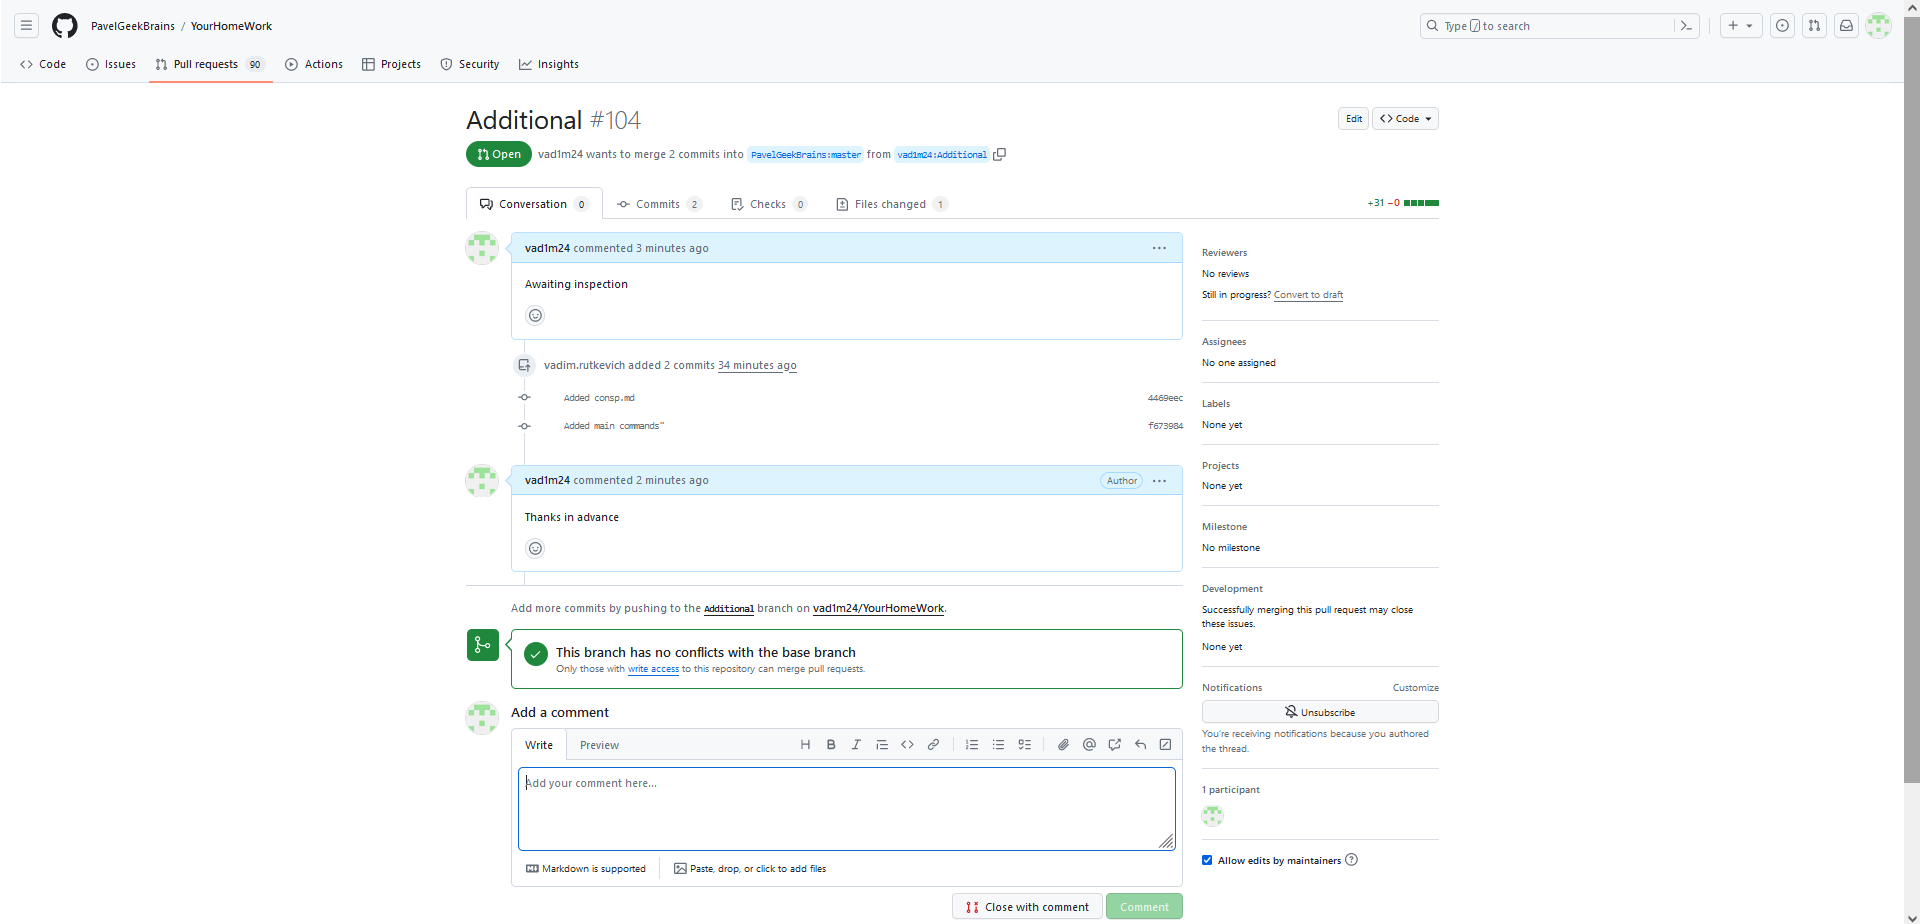 PavelGeekBrains / YourHomeWork
Type / to search
Code Issues Pull requests 90 Actions Projects Security Insights
Additional #104
Edit Code
Open vad1m24 wants to merge 2 commits into PavelGeekBrains:master from vad1m24:Additional
Conversation 0 Commits 2 Checks 0 Files changed 1
+31 −0
vad1m24 commented 3 minutes ago
Awaiting inspection
vadim.rutkevich added 2 commits 34 minutes ago
Added consp.md 4469eec
Added main commands" f673984
vad1m24 commented 2 minutes ago Author
Thanks in advance
Add more commits by pushing to the Additional branch on vad1m24/YourHomeWork.
This branch has no conflicts with the base branch
Only those with write access to this repository can merge pull requests.
Add a comment
Write Preview
Add your comment here...
Markdown is supported Paste, drop, or click to add files
Close with comment Comment
Reviewers
No reviews
Still in progress? Convert to draft
Assignees
No one assigned
Labels
None yet
Projects
None yet
Milestone
No milestone
Development
Successfully merging this pull request may close
these issues.
None yet
Notifications Customize
Unsubscribe
You're receiving notifications because you authored
the thread.
1 participant
Allow edits by maintainers